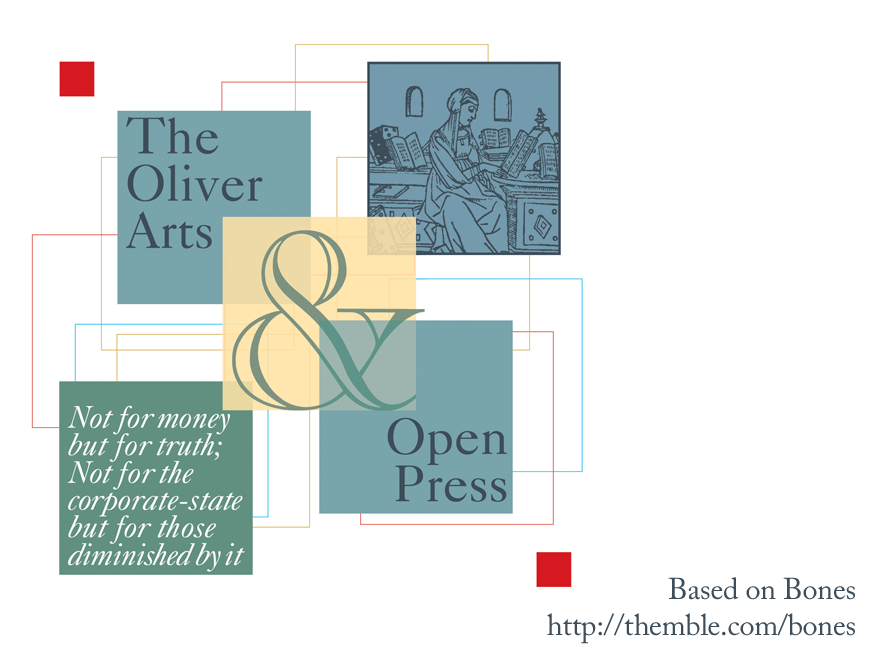 The
Oliver
Arts
&
Open
Press
Not for money
but for truth;
Not for the
corporate-state
but for those
diminished by it
Based on Bones
http://themble.com/bones